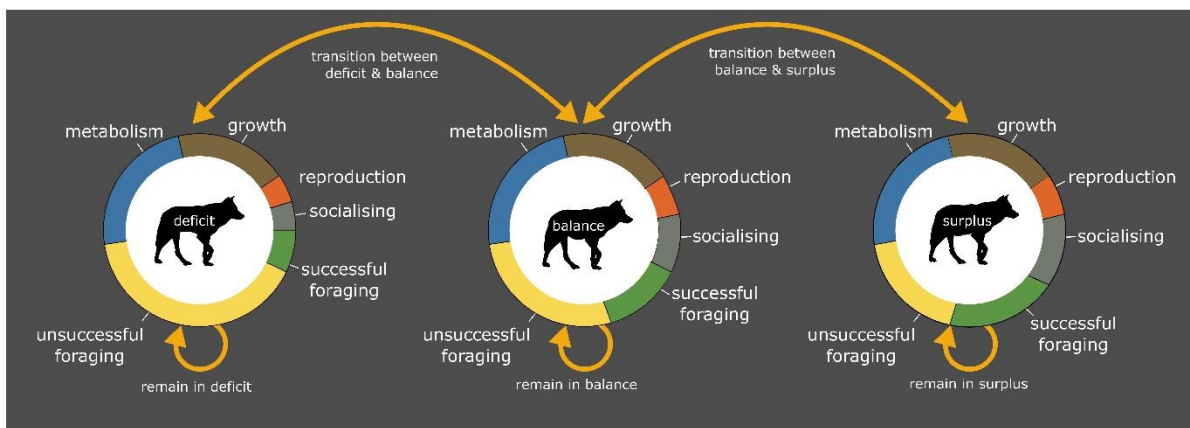 transition between
deficit & balance
transition between
balance & surplus
metabolism
growth
reproduction
socialising
successful
foraging
unsuccessful
foraging
deficit
remain in deficit
metabolism
growth
reproduction
socialising
successful
foraging
unsuccessful
foraging
balance
remain in balance
metabolism
growth
reproduction
socialising
successful
foraging
unsuccessful
foraging
surplus
remain in surplus